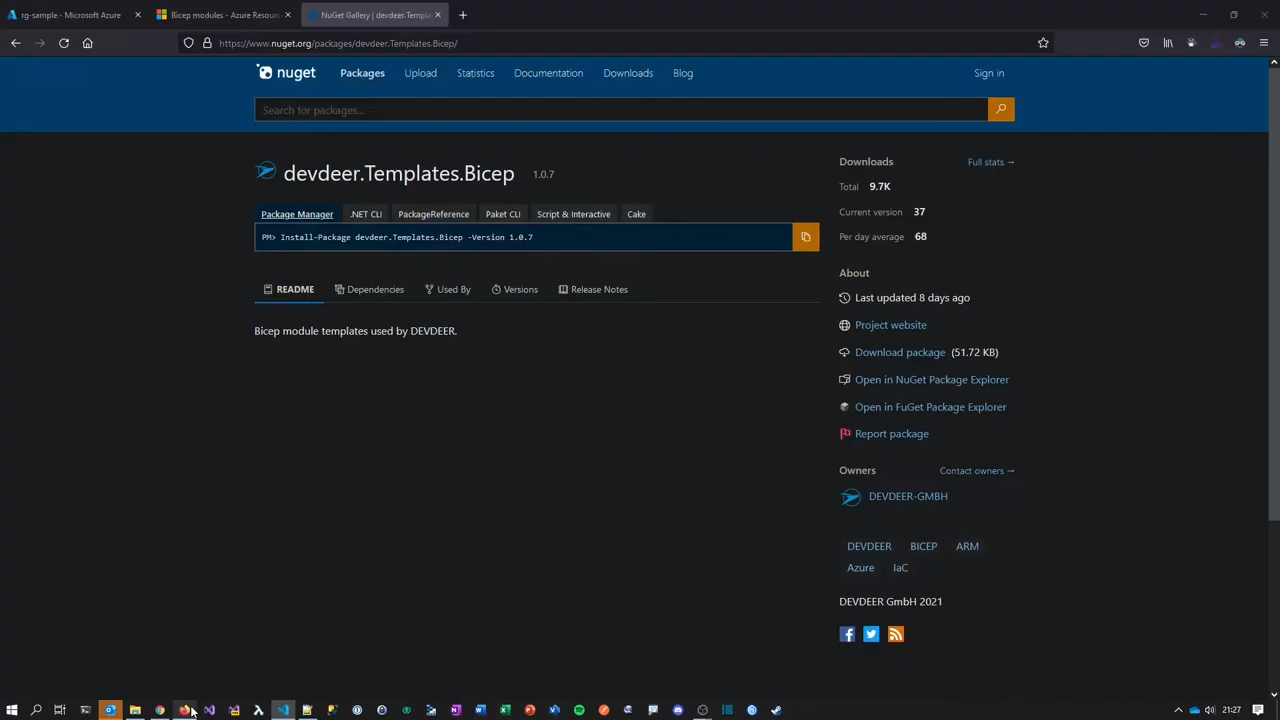 rg-sample - Microsoft Azure
Bicep modules - Azure Resour
NuGet Gallery | devdeer.Templa
https://www.nuget.org/packages/devdeer.Templates.Bicep/
nuget
Packages
Upload
Statistics
Documentation
Downloads
Blog
Sign in
Search for packages...
devdeer.Templates.Bicep 1.0.7
Package Manager
.NET CLI
PackageReference
Paket CLI
Script & Interactive
Cake
PM> Install-Package devdeer.Templates.Bicep -Version 1.0.7
README
Dependencies
Used By
Versions
Release Notes
Bicep module templates used by DEVDEER.
Downloads
Full stats →
Total 9.7K
Current version 37
Per day average 68
About
Last updated 8 days ago
Project website
Download package (51.72 KB)
Open in NuGet Package Explorer
Open in FuGet Package Explorer
Report package
Owners
Contact owners →
DEVDEER-GMBH
DEVDEER BICEP ARM
Azure IaC
DEVDEER GmbH 2021
21:27